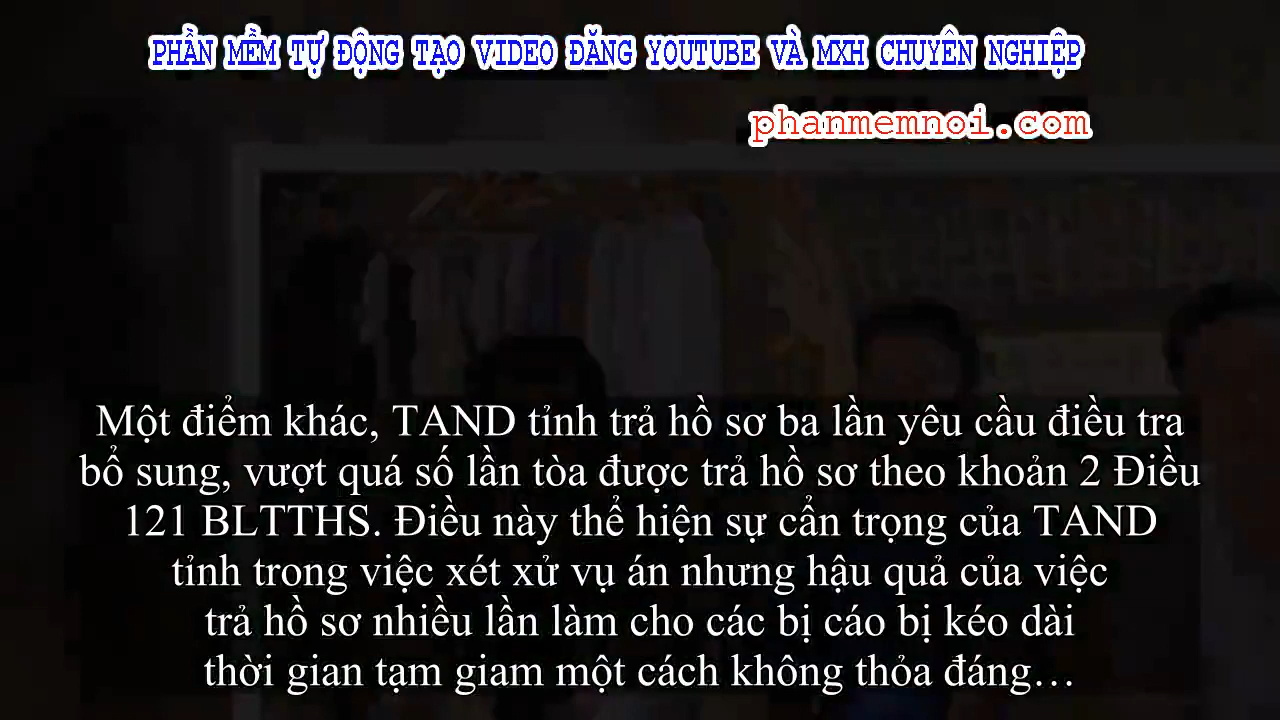 PHẦN MỀM TỰ ĐỘNG TẠO VIDEO ĐĂNG YOUTUBE VÀ MXH CHUYÊN NGHIỆP
phanmemnoi.com
Một điểm khác, TAND tỉnh trả hồ sơ ba lần yêu cầu điều tra
bổ sung, vượt quá số lần tòa được trả hồ sơ theo khoản 2 Điều
121 BLTTHS. Điều này thể hiện sự cẩn trọng của TAND
tỉnh trong việc xét xử vụ án nhưng hậu quả của việc
trả hồ sơ nhiều lần làm cho các bị cáo bị kéo dài
thời gian tạm giam một cách không thỏa đáng…